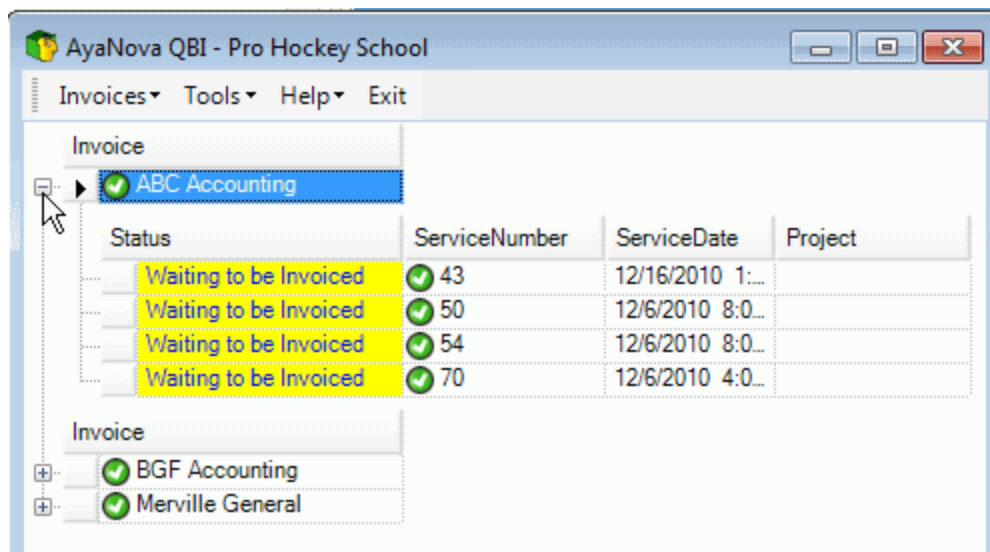 AyaNova QBI - Pro Hockey School
Invoices Tools Help Exit
Invoice
ABC Accounting
Status ServiceNumber ServiceDate Project
Waiting to be Invoiced 43 12/16/2010 1:...
Waiting to be Invoiced 50 12/6/2010 8:0...
Waiting to be Invoiced 54 12/6/2010 8:0...
Waiting to be Invoiced 70 12/6/2010 4:0...
Invoice
BGF Accounting
Merville General